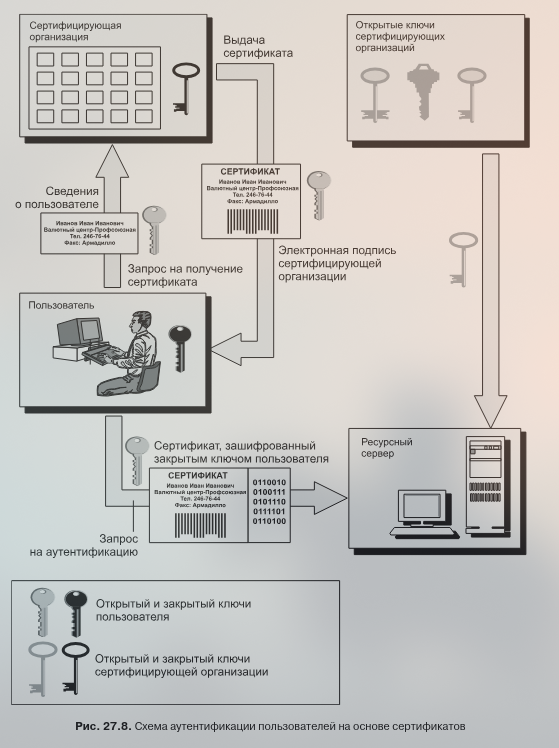 Сертифицирующая
организация
Выдача
сертификата
Открытые ключи
сертифицирующих
организаций
СЕРТИФИКАТ
Иванов Иван Иванович
Валютный центр-Профсоюзная
Тел. 246-76-44
Факс: Армадилло
Сведения
о пользователе
Иванов Иван Иванович
Валютный центр-Профсоюзная
Тел. 246-76-44
Факс: Армадилло
Электронная подпись
сертифицирующей
организации
Запрос на получение
сертификата
Пользователь
Сертификат, зашифрованный
закрытым ключом пользователя
СЕРТИФИКАТ
Иванов Иван Иванович
Валютный центр-Профсоюзная
Тел. 246-76-44
Факс: Армадилло
0110010
0100111
0101110
0111101
0110100
Ресурсный
сервер
Запрос
на аутентификацию
Открытый и закрытый ключи
пользователя
Открытый и закрытый ключи
сертифицирующей организации
Рис. 27.8. Схема аутентификации пользователей на основе сертификатов